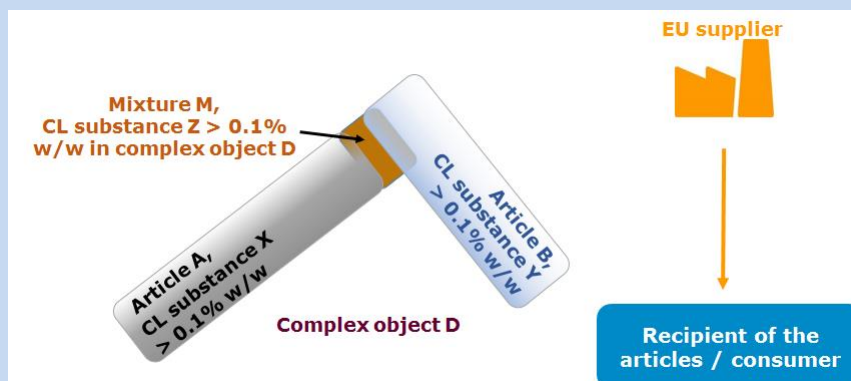 EU supplier
Mixture M,
CL substance Z > 0.1%
w/w in complex object D
Article A,
CL substance X
> 0.1% w/w
Article B,
CL substance Y
> 0.1% w/w
Complex object D
Recipient of the
articles / consumer